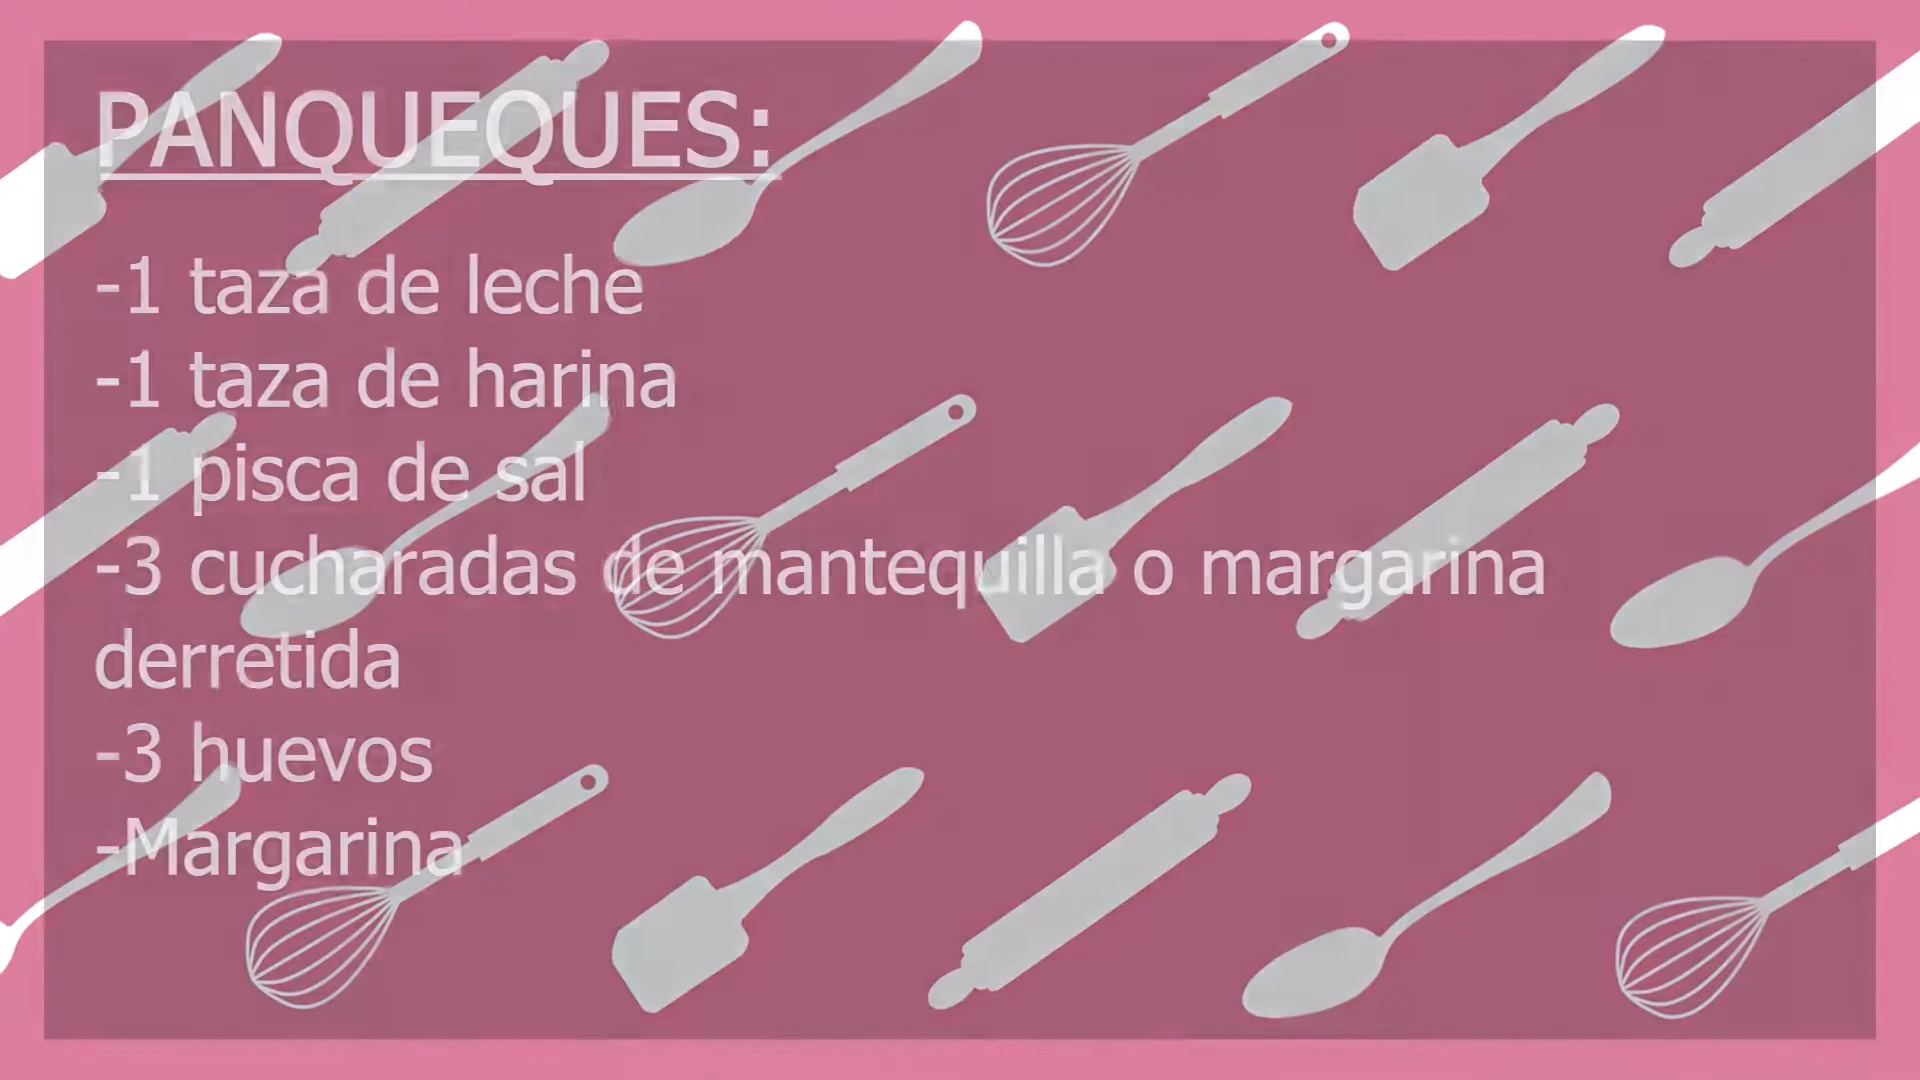 PANQUEQUES:
-1 taza de leche
-1 taza de harina
-1 pisca de sal
-3 cucharadas de mantequilla o margarina
derretida
-3 huevos
-Margarina